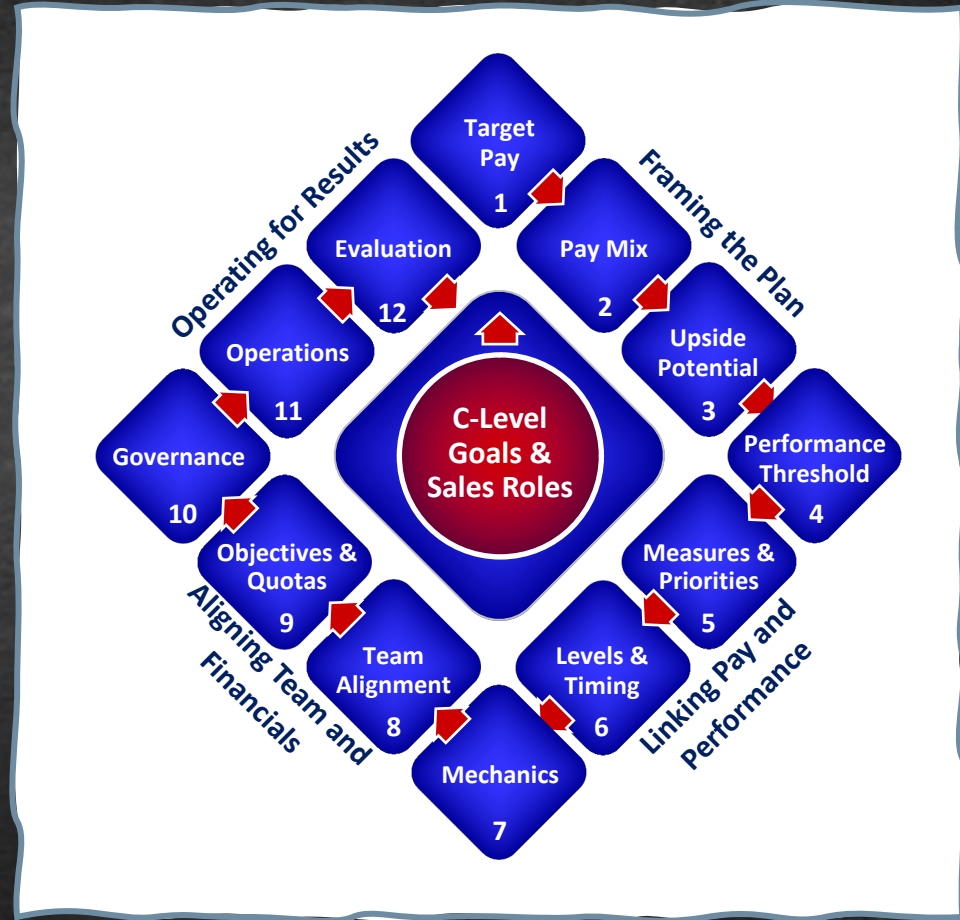 Target
Pay
1
Pay Mix
2
Upside
Potential
3
Performance
Threshold
4
Measures &
Priorities
5
Levels &
Timing
6
Mechanics
7
Team
Alignment
8
Objectives &
Quotas
9
Governance
10
Operations
11
Evaluation
12
C-Level
Goals &
Sales Roles
Framing the Plan
Linking Pay and
Performance
Aligning Team and
Financials
Operating for Results